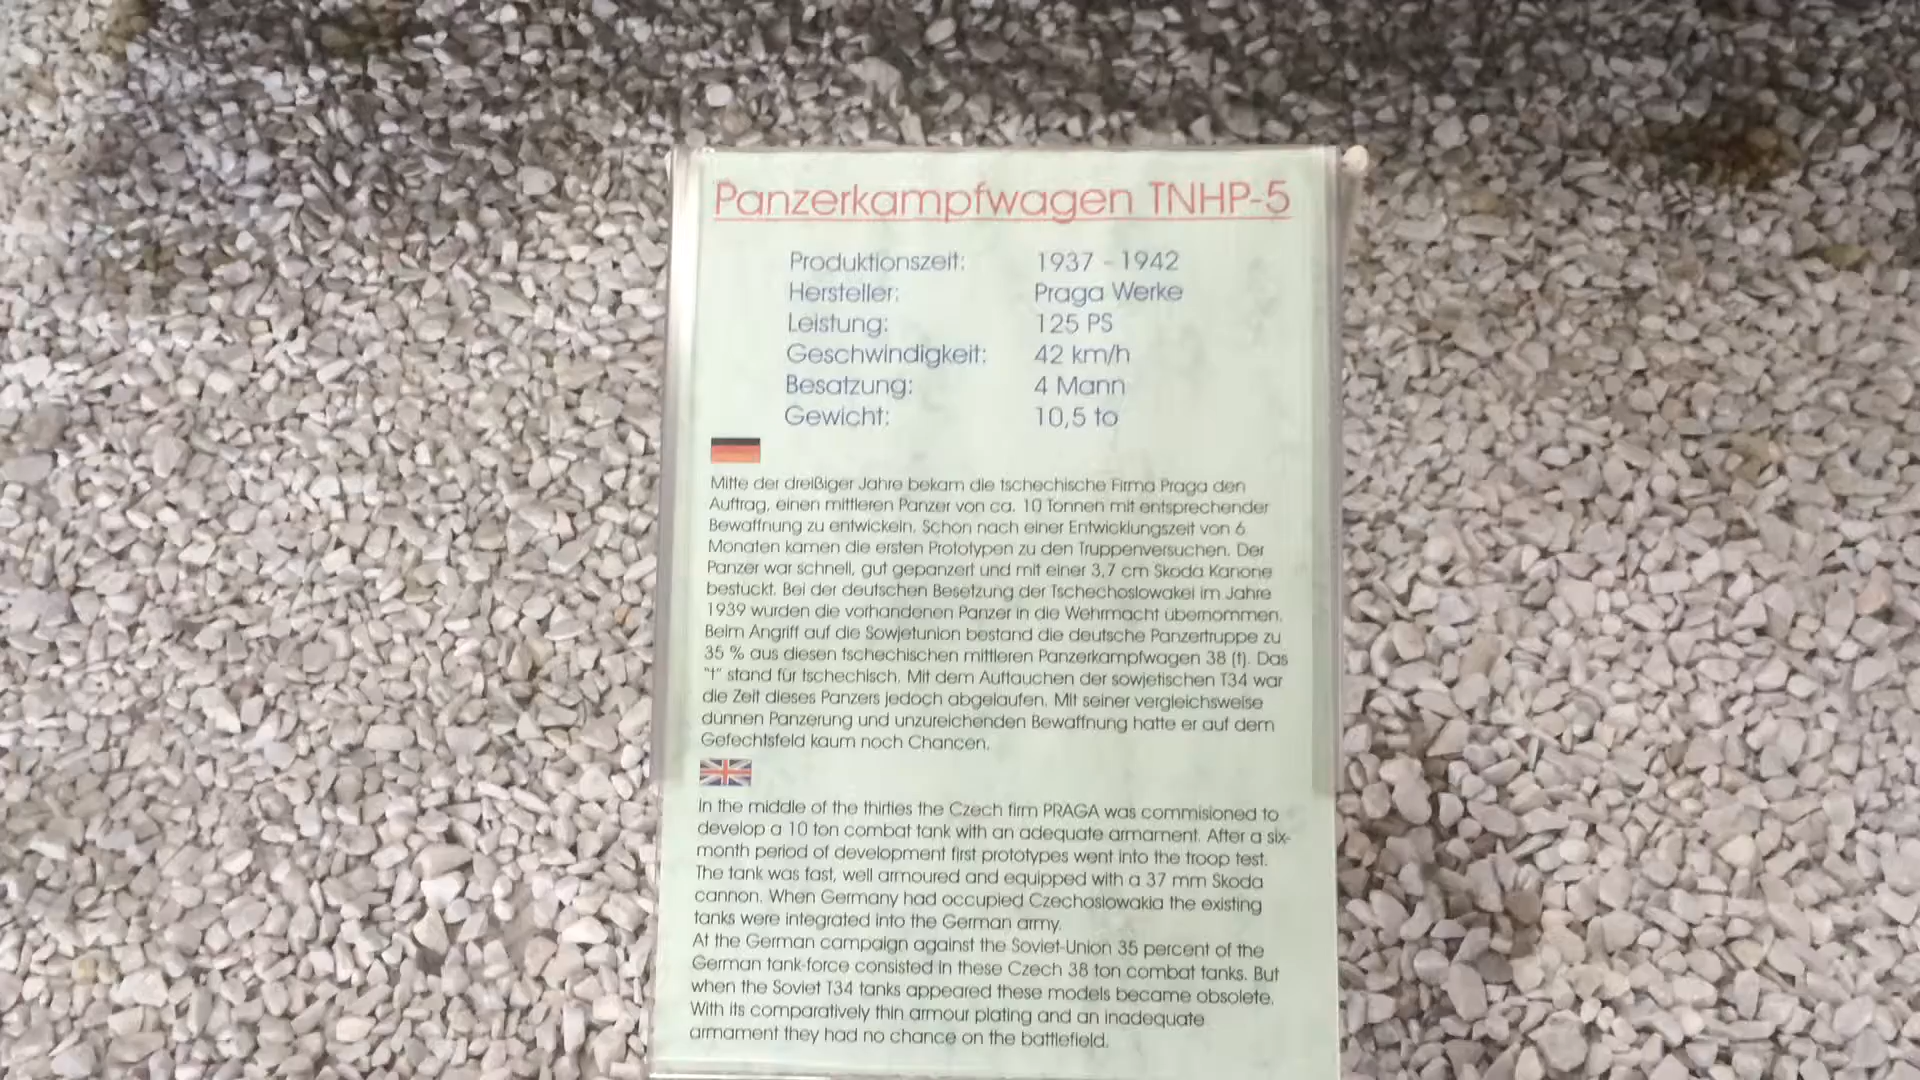 Panzerkampfwagen TNHP-5
Produktionszeit: 1937 - 1942
Hersteller: Praga Werke
Leistung: 125 PS
Geschwindigkeit: 42 km/h
Besatzung: 4 Mann
Gewicht: 10,5 to
Mitte der dreißiger Jahre bekam die tschechische Firma Praga den
Auftrag, einen mittleren Panzer von ca. 10 Tonnen mit entsprechender
Bewaffnung zu entwickeln. Schon nach einer Entwicklungszeit von 6
Monaten kamen die ersten Prototypen zu den Truppenversuchen. Der
Panzer war schnell, gut gepanzert und mit einer 3,7 cm Skoda Kanone
bestückt. Bei der deutschen Besetzung der Tschechoslowakei im Jahre
1939 wurden die vorhandenen Panzer in die Wehrmacht übernommen.
Beim Angriff auf die Sowjetunion bestand die deutsche Panzertruppe zu
35 % aus diesen tschechischen mittleren Panzerkampfwagen 38 (t). Das
"t" stand für tschechisch. Mit dem Auftauchen der sowjetischen T34 war
die Zeit dieses Panzers jedoch abgelaufen. Mit seiner vergleichsweise
dünnen Panzerung und unzureichenden Bewaffnung hatte er auf dem
Gefechtsfeld kaum noch Chancen.
In the middle of the thirties the Czech firm PRAGA was commisioned to
develop a 10 ton combat tank with an adequate armament. After a six-
month period of development first prototypes went into the troop test.
The tank was fast, well armoured and equipped with a 37 mm Skoda
cannon. When Germany had occupied Czechoslowakia the existing
tanks were integrated into the German army.
At the German campaign against the Soviet-Union 35 percent of the
German tank-force consisted in these Czech 38 ton combat tanks. But
when the Soviet T34 tanks appeared these models became obsolete.
With its comparatively thin armour plating and an inadequate
armament they had no chance on the battlefield.